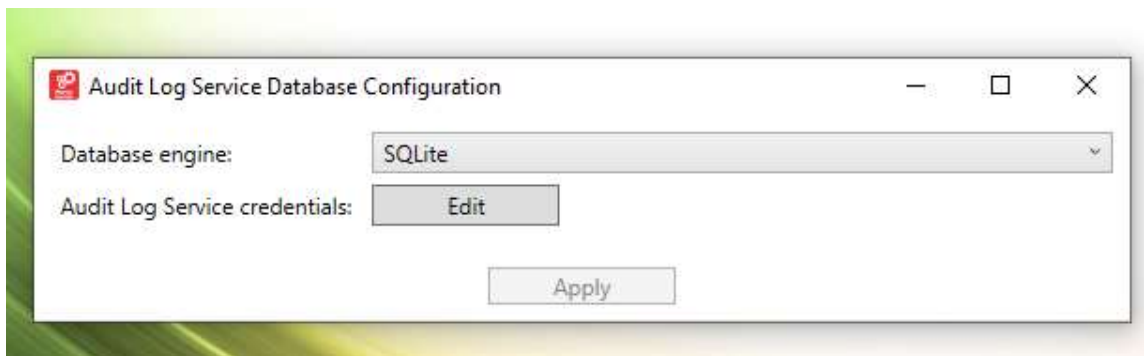 Audit Log Service Database Configuration
Database engine: SQLite
Audit Log Service credentials: Edit
Apply